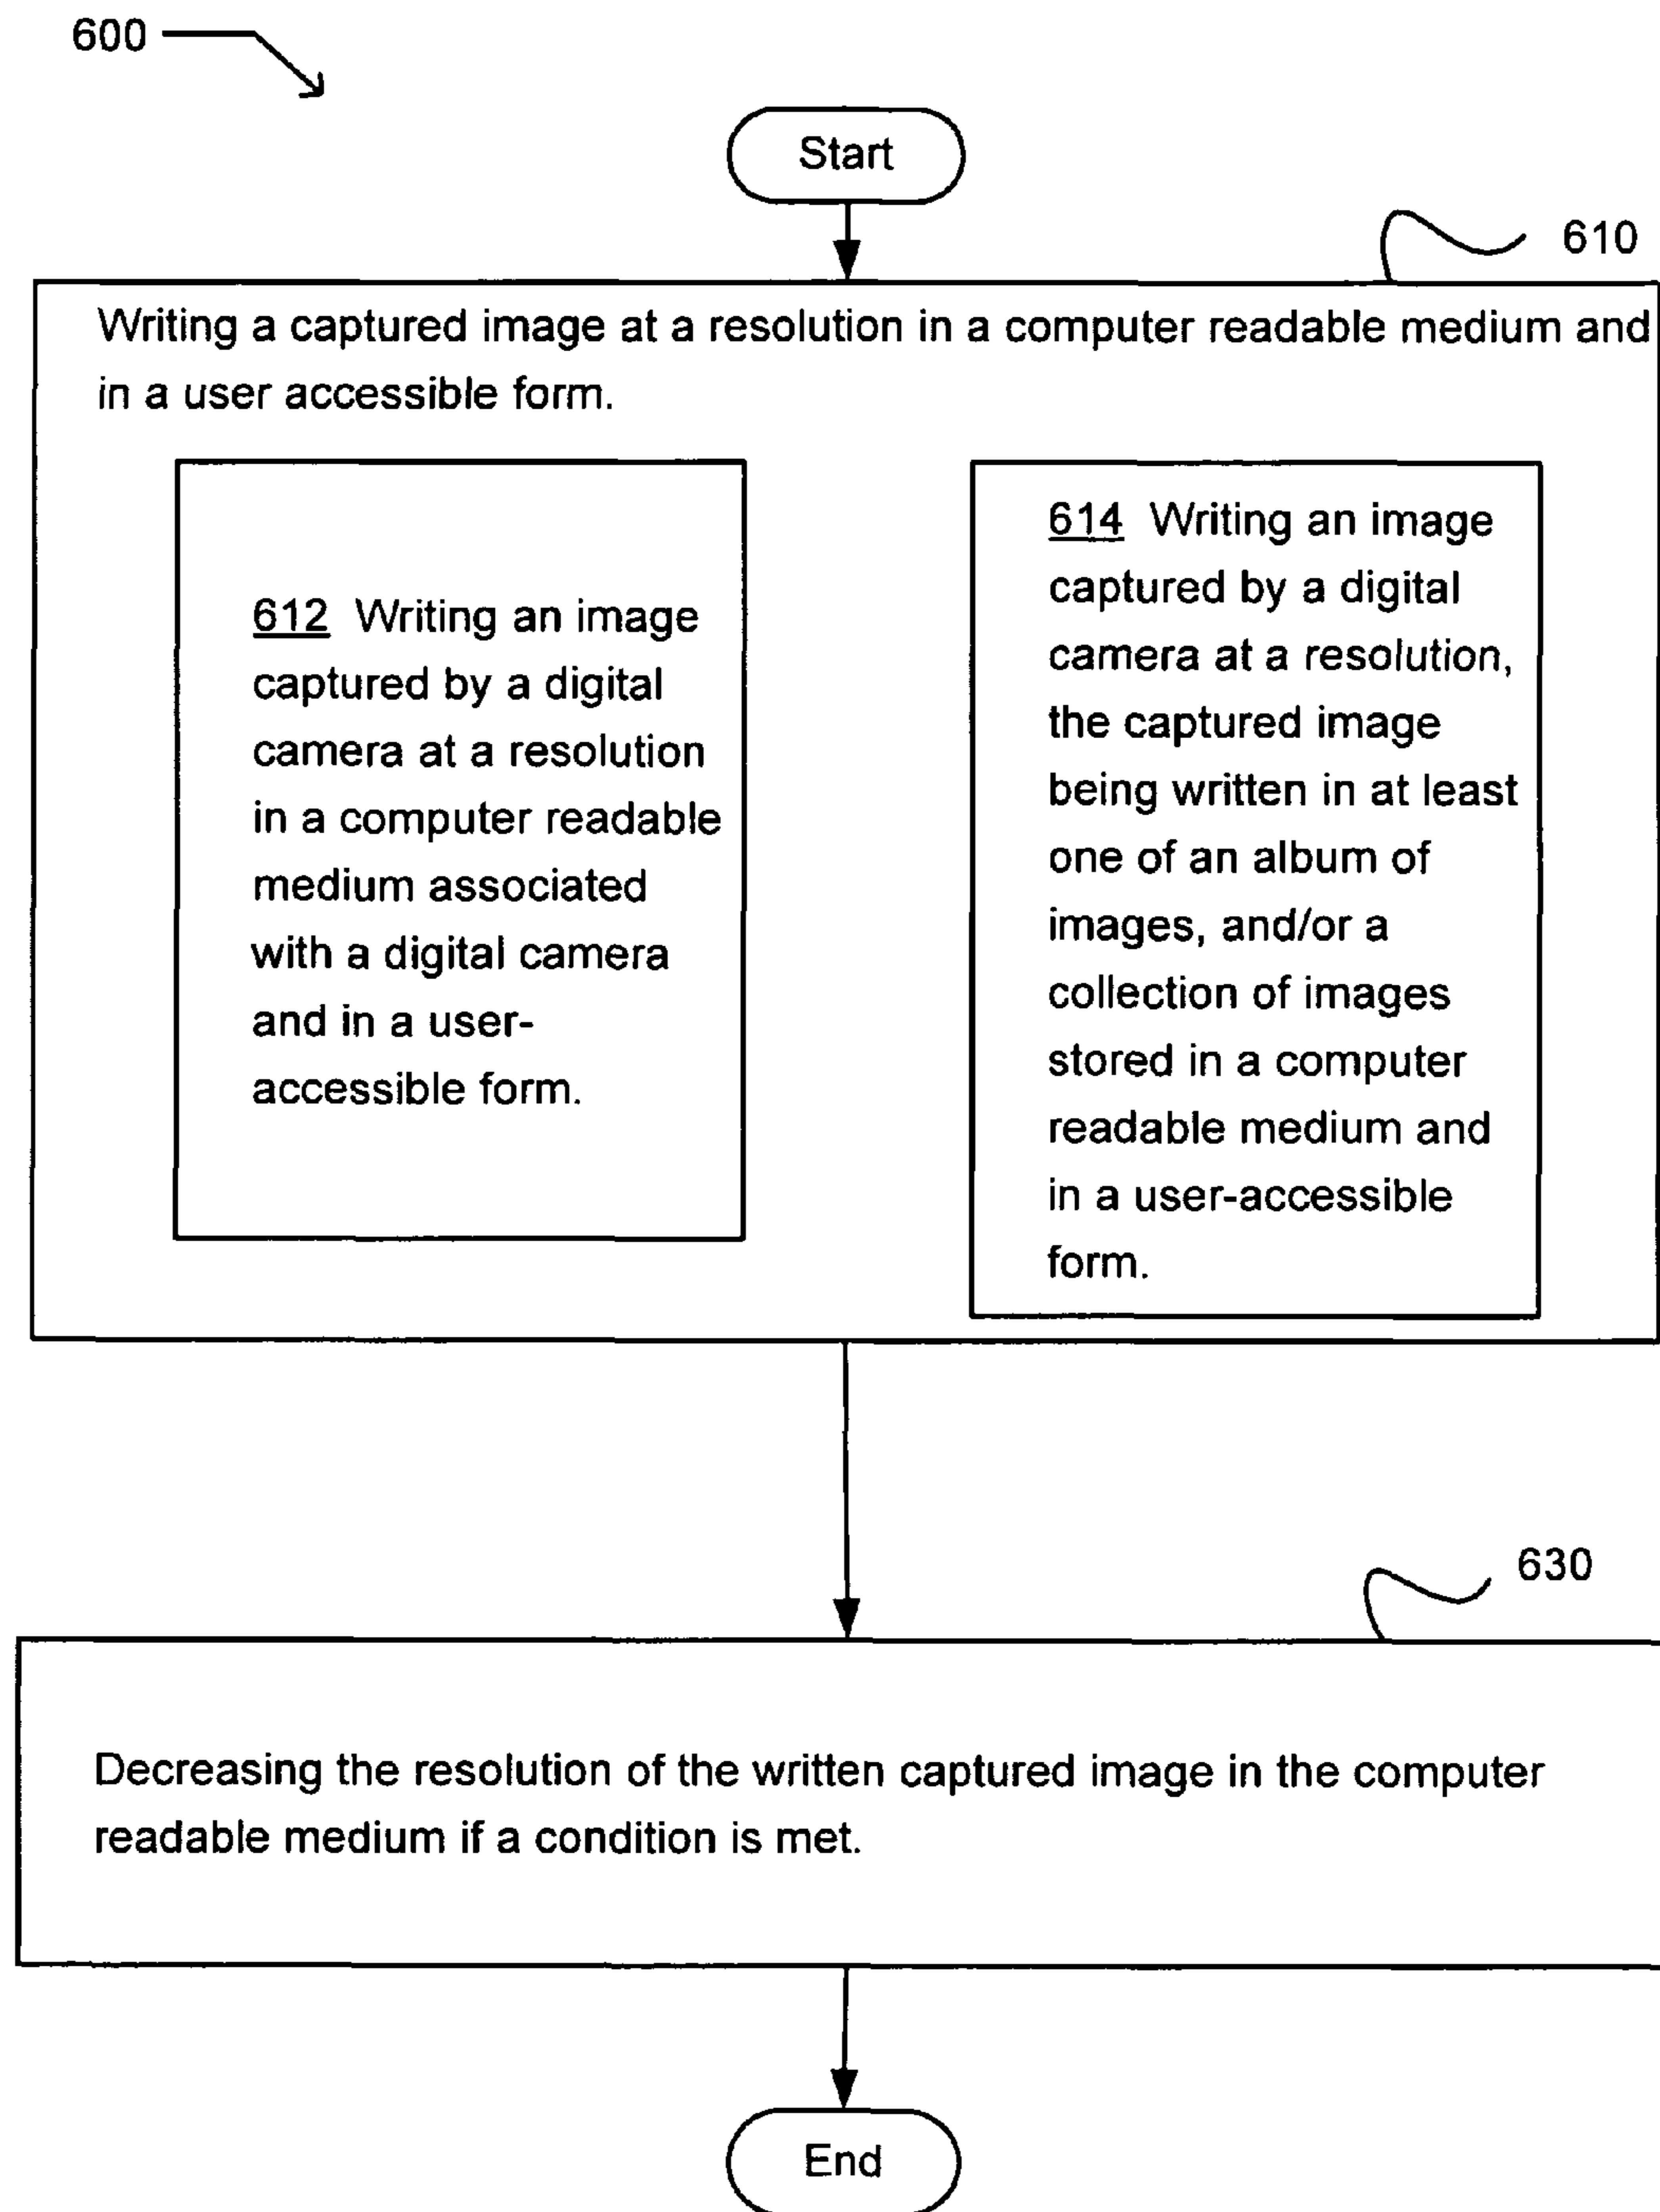 600
Start
610
Writing a captured image at a resolution in a computer readable medium and
in a user accessible form.
612 Writing an image
captured by a digital
camera at a resolution
in a computer readable
medium associated
with a digital camera
and in a user-
accessible form.
614 Writing an image
captured by a digital
camera at a resolution,
the captured image
being written in at least
one of an album of
images, and/or a
collection of images
stored in a computer
readable medium and
in a user-accessible
form.
630
Decreasing the resolution of the written captured image in the computer
readable medium if a condition is met.
End